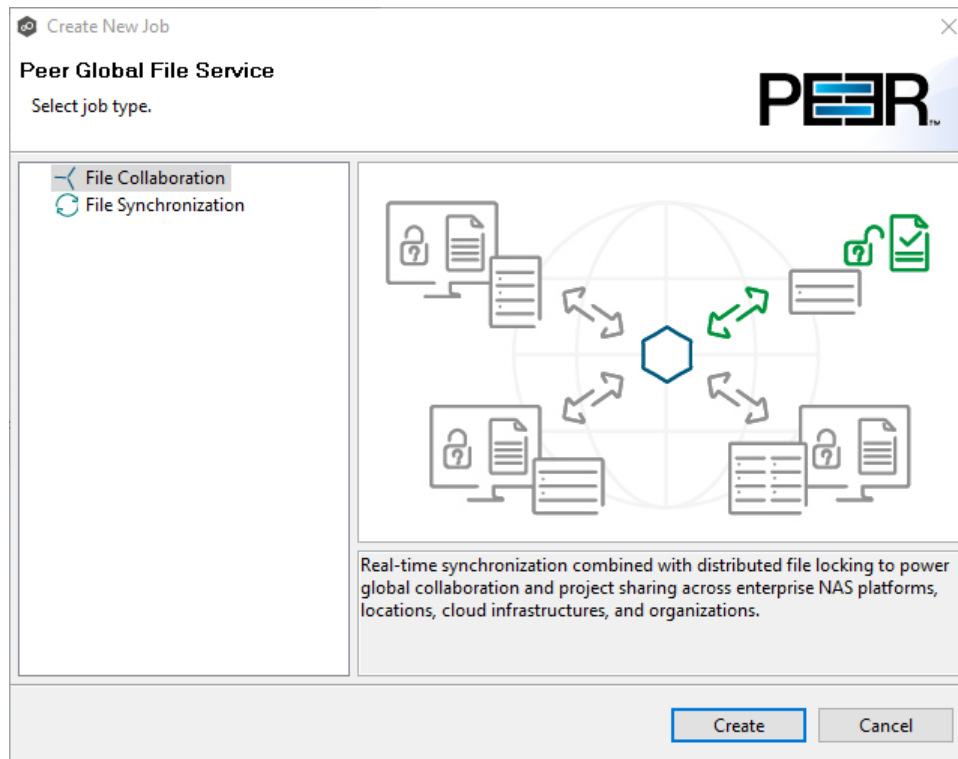 Create New Job
Peer Global File Service
Select job type.
PEER™
File Collaboration
File Synchronization
Real-time synchronization combined with distributed file locking to power
global collaboration and project sharing across enterprise NAS platforms,
locations, cloud infrastructures, and organizations.
Create
Cancel